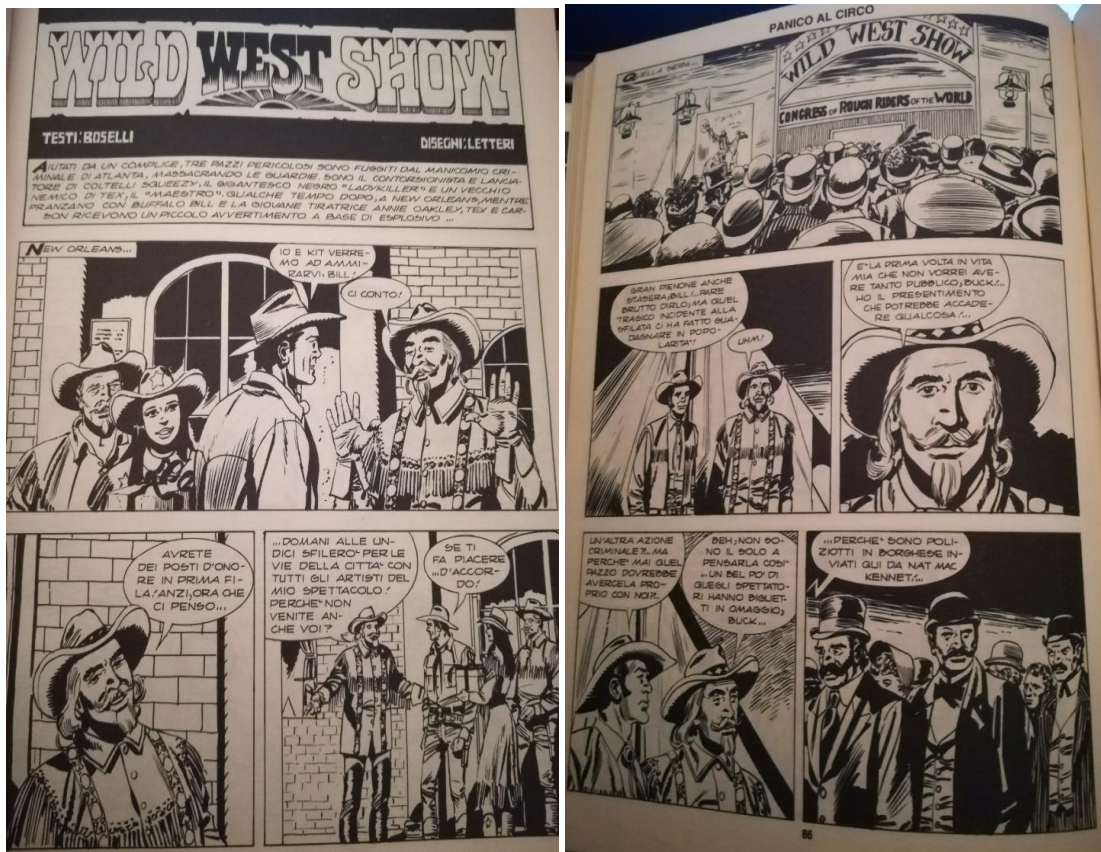 WILD WEST SHOW
TESTI: BOSELLI
DISEGNI: LETTERI
AIUTATI DA UN COMPLICE, TRE PAZZI PERICOLOSI SONO FUGGITI DAL MANICOMIO CRI-
MINALE DI ATLANTA, MASSACRANDO LE GUARDIE. SONO IL CONTORSIONISTA E LANCIA-
TORE DI COLTELLI SQUEEZY, IL GIGANTESCO NEGRO "LADYKILLER" E UN VECCHIO
NEMICO DI TEX, IL "MAESTRO". QUALCHE TEMPO DOPO, A NEW ORLEANS, MENTRE
PRANZANO CON BUFFALO BILL E LA GIOVANE TIRATRICE ANNIE OAKLEY, TEX E CAR-
SON RICEVONO UN PICCOLO AVVERTIMENTO A BASE DI ESPLOSIVO ...
NEW ORLEANS...
IO E KIT VERRE-
MO AD AMMI-
RARVI, BILL!
CI CONTO!
AVRETE
DEI POSTI D'ONO-
RE IN PRIMA FI-
LA! ANZI, ORA CHE
CI PENSO...
...DOMANI ALLE UN-
DICI SFILERO' PER LE
VIE DELLA CITTA' CON
TUTTI GLI ARTISTI DEL
MIO SPETTACOLO!
PERCHE' NON
VENITE AN-
CHE VOI?
SE TI
FA PIACERE
...D'ACCOR-
DO!
PANICO AL CIRCO
QUELLA SERA...
WILD WEST SHOW
CONGRESS OF ROUGH RIDERS OF THE WORLD
GRAN PIENONE ANCHE
STASERA, BILL!...PARE
BRUTTO DIRLO, MA QUEL
TRAGICO INCIDENTE ALLA
SFILATA CI HA FATTO GUA-
DAGNARE IN POPO-
LARITA'!
UHM!
E' LA PRIMA VOLTA IN VITA
MIA CHE NON VORREI AVE-
RE TANTO PUBBLICO, BUCK!...
HO IL PRESENTIMENTO
CHE POTREBBE ACCADE-
RE QUALCOSA!...
UN'ALTRA AZIONE
CRIMINALE?...MA
PERCHE' MAI QUEL
PAZZO DOVREBBE
AVERCELA PRO-
PRIO CON NOI?...
BEH, NON SO-
NO IL SOLO A
PENSARLA COSI'
...UN BEL PO' DI
QUEGLI SPETTATO-
RI HANNO BIGLIET-
TI IN OMAGGIO,
BUCK...
...PERCHE' SONO POLI-
ZIOTTI IN BORGHESE IN-
VIATI QUI DA NAT MAC
KENNET!...
86